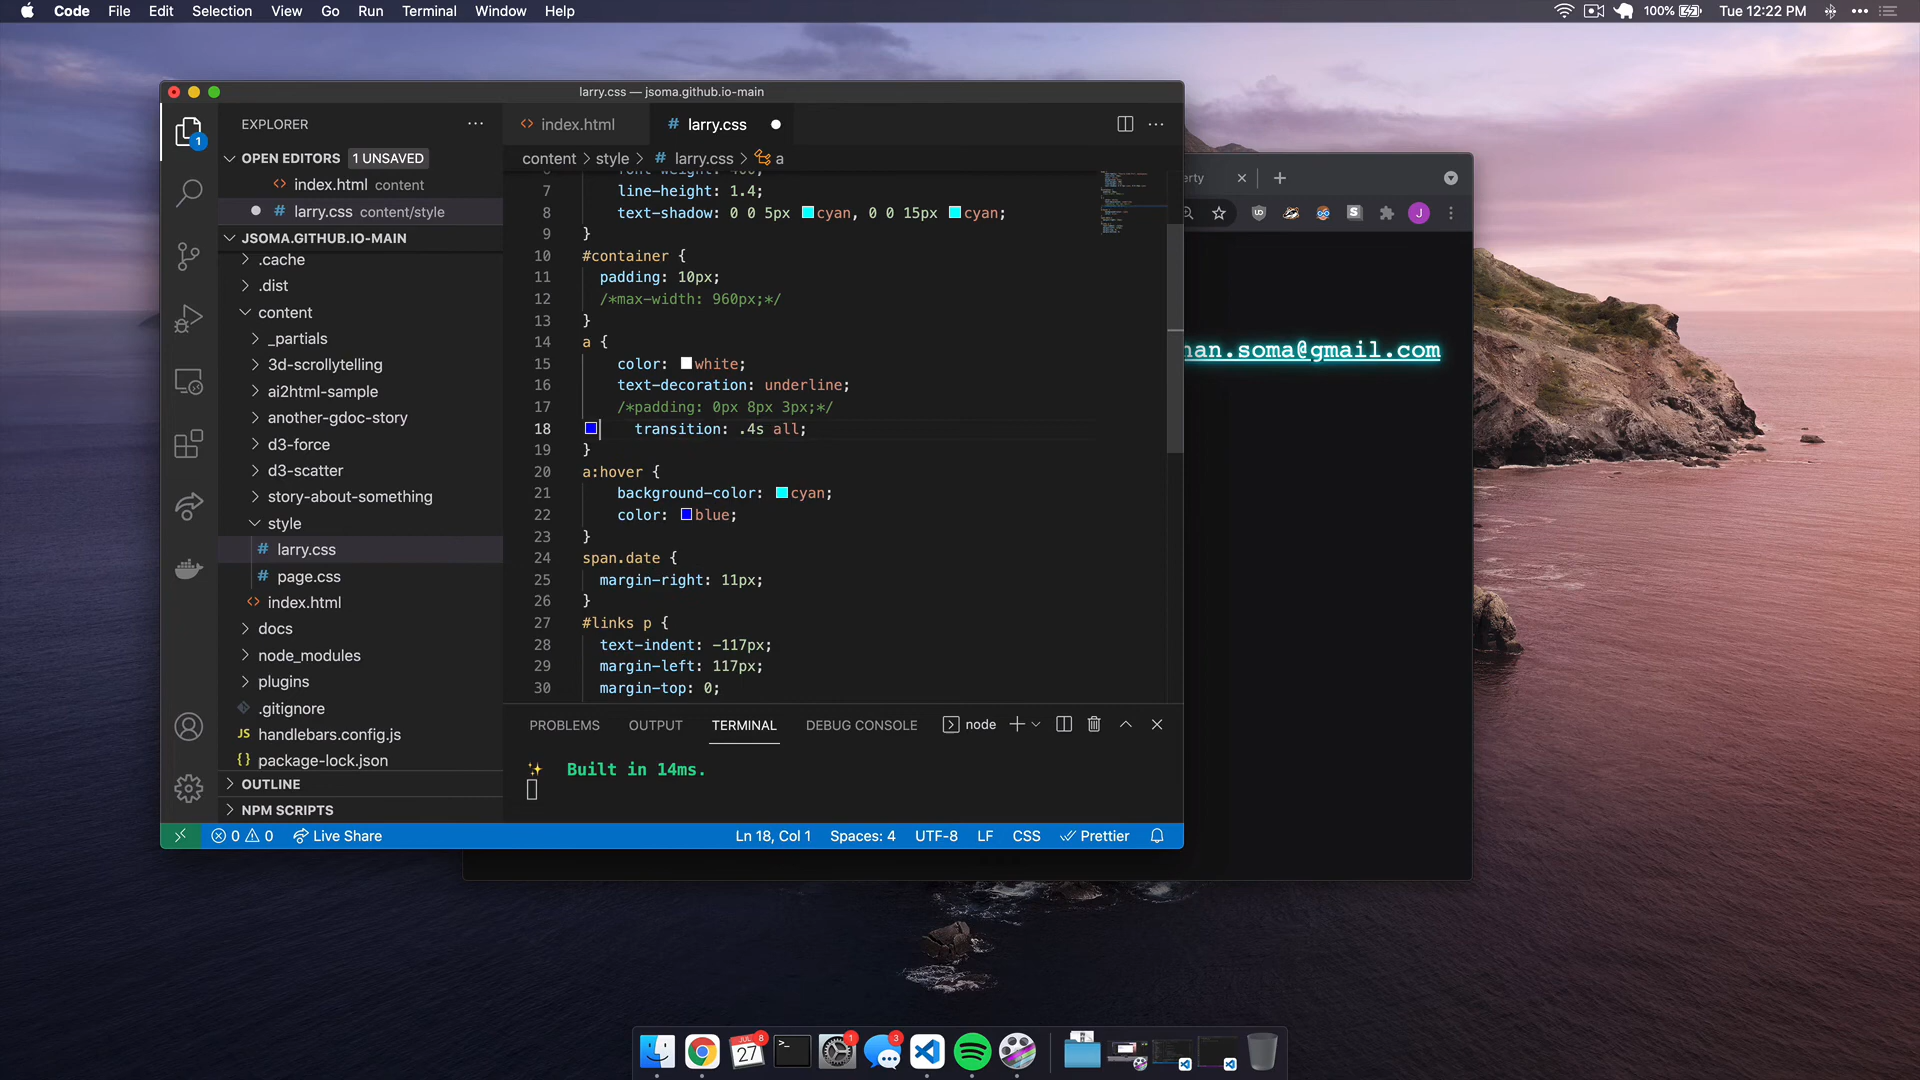 Code File Edit Selection View Go Run Terminal Window Help
100% Tue 12:22 PM
larry.css — jsoma.github.io-main
EXPLORER
1
OPEN EDITORS 1 UNSAVED
index.html content
larry.css content/style
JSOMA.GITHUB.IO-MAIN
.cache
.dist
content
_partials
3d-scrollytelling
ai2html-sample
another-gdoc-story
d3-force
d3-scatter
story-about-something
style
larry.css
page.css
index.html
docs
node_modules
plugins
.gitignore
JS handlebars.config.js
{ } package-lock.json
OUTLINE
NPM SCRIPTS
<> index.html # larry.css
content > style > # larry.css > a
7 line-height: 1.4;
8 text-shadow: 0 0 5px cyan, 0 0 15px cyan;
9 }
10 #container {
11 padding: 10px;
12 /*max-width: 960px;*/
13 }
14 a {
15 color: white;
16 text-decoration: underline;
17 /*padding: 0px 8px 3px;*/
18 transition: .4s all;
19 }
20 a:hover {
21 background-color: cyan;
22 color: blue;
23 }
24 span.date {
25 margin-right: 11px;
26 }
27 #links p {
28 text-indent: -117px;
29 margin-left: 117px;
30 margin-top: 0;
PROBLEMS OUTPUT TERMINAL DEBUG CONSOLE node
Built in 14ms.
0 0 Live Share Ln 18, Col 1 Spaces: 4 UTF-8 LF CSS Prettier
erty
J
nan.soma@gmail.com
JUL 27 8
1
3